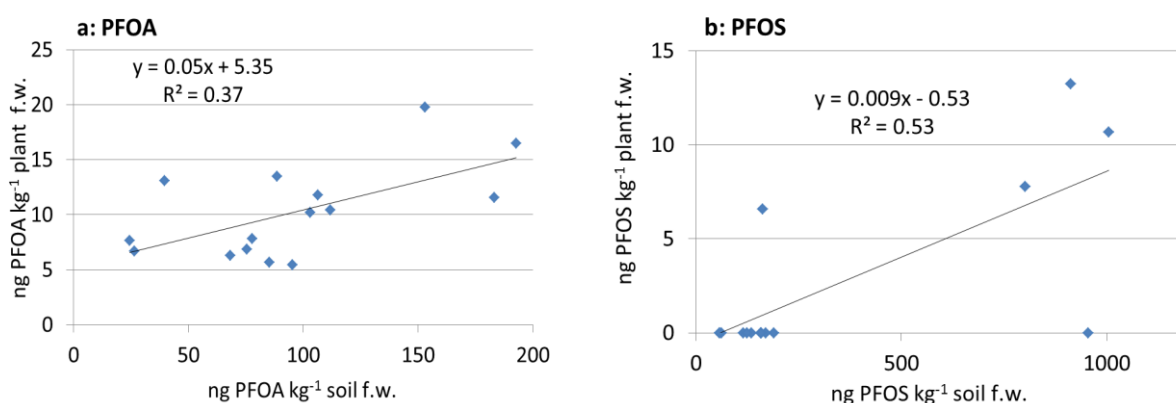 a: PFOA
y = 0.05x + 5.35
R² = 0.37
25
20
15
10
5
0
0 50 100 150 200
ng PFOA kg⁻¹ plant f.w.
ng PFOA kg⁻¹ soil f.w.
b: PFOS
y = 0.009x - 0.53
R² = 0.53
15
10
5
0
0 500 1000
ng PFOS kg⁻¹ plant f.w.
ng PFOS kg⁻¹ soil f.w.